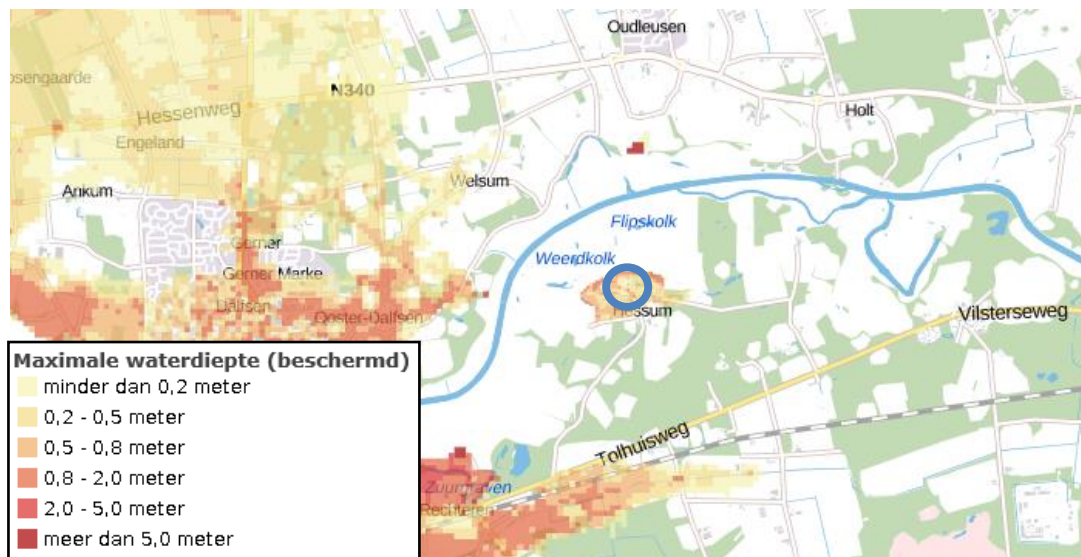 Oudleusen
osengaarde
N340
Hessenweg
Holt
Engeland
Welsum
Ankum
Flipskolk
Gerner
Weerdkolk
Gerner Marke
Dalfsen
Ooster-Dalfsen
Hessum
Vilsterseweg
Maximale waterdiepte (beschermd)
minder dan 0,2 meter
0,2 - 0,5 meter
0,5 - 0,8 meter
0,8 - 2,0 meter
2,0 - 5,0 meter
meer dan 5,0 meter
Tolhuisweg
Rechteren